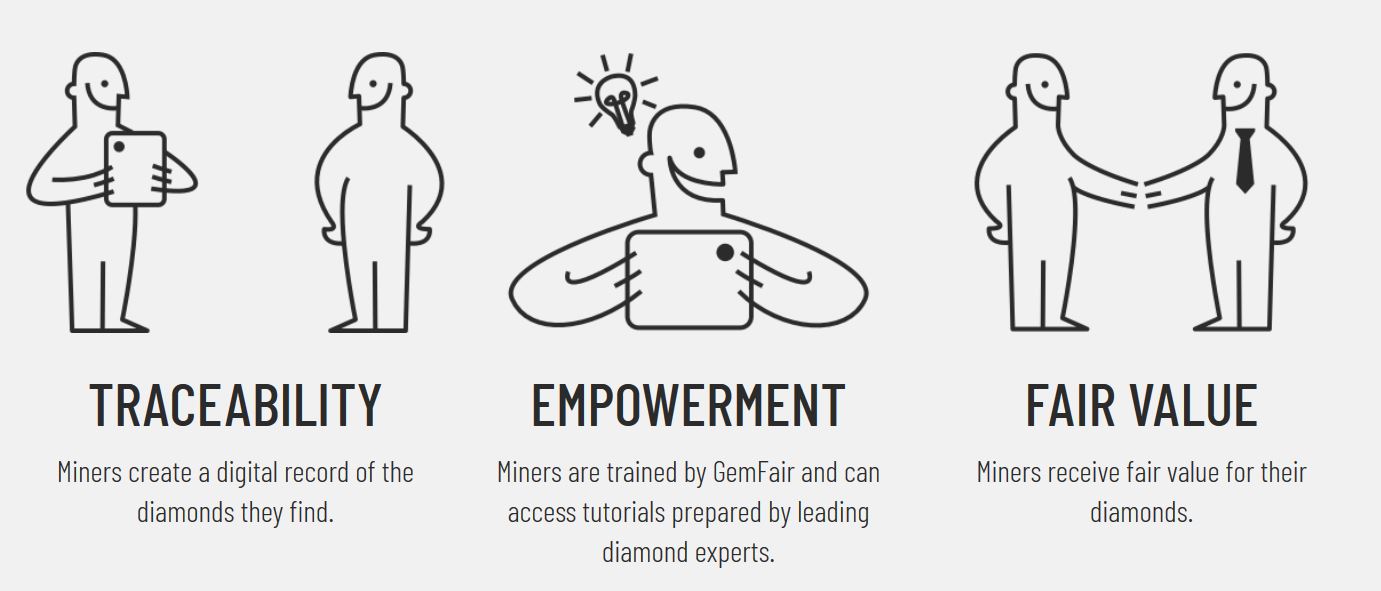 TRACEABILITY
Miners create a digital record of the
diamonds they find.
EMPOWERMENT
Miners are trained by GemFair and can
access tutorials prepared by leading
diamond experts.
FAIR VALUE
Miners receive fair value for their
diamonds.